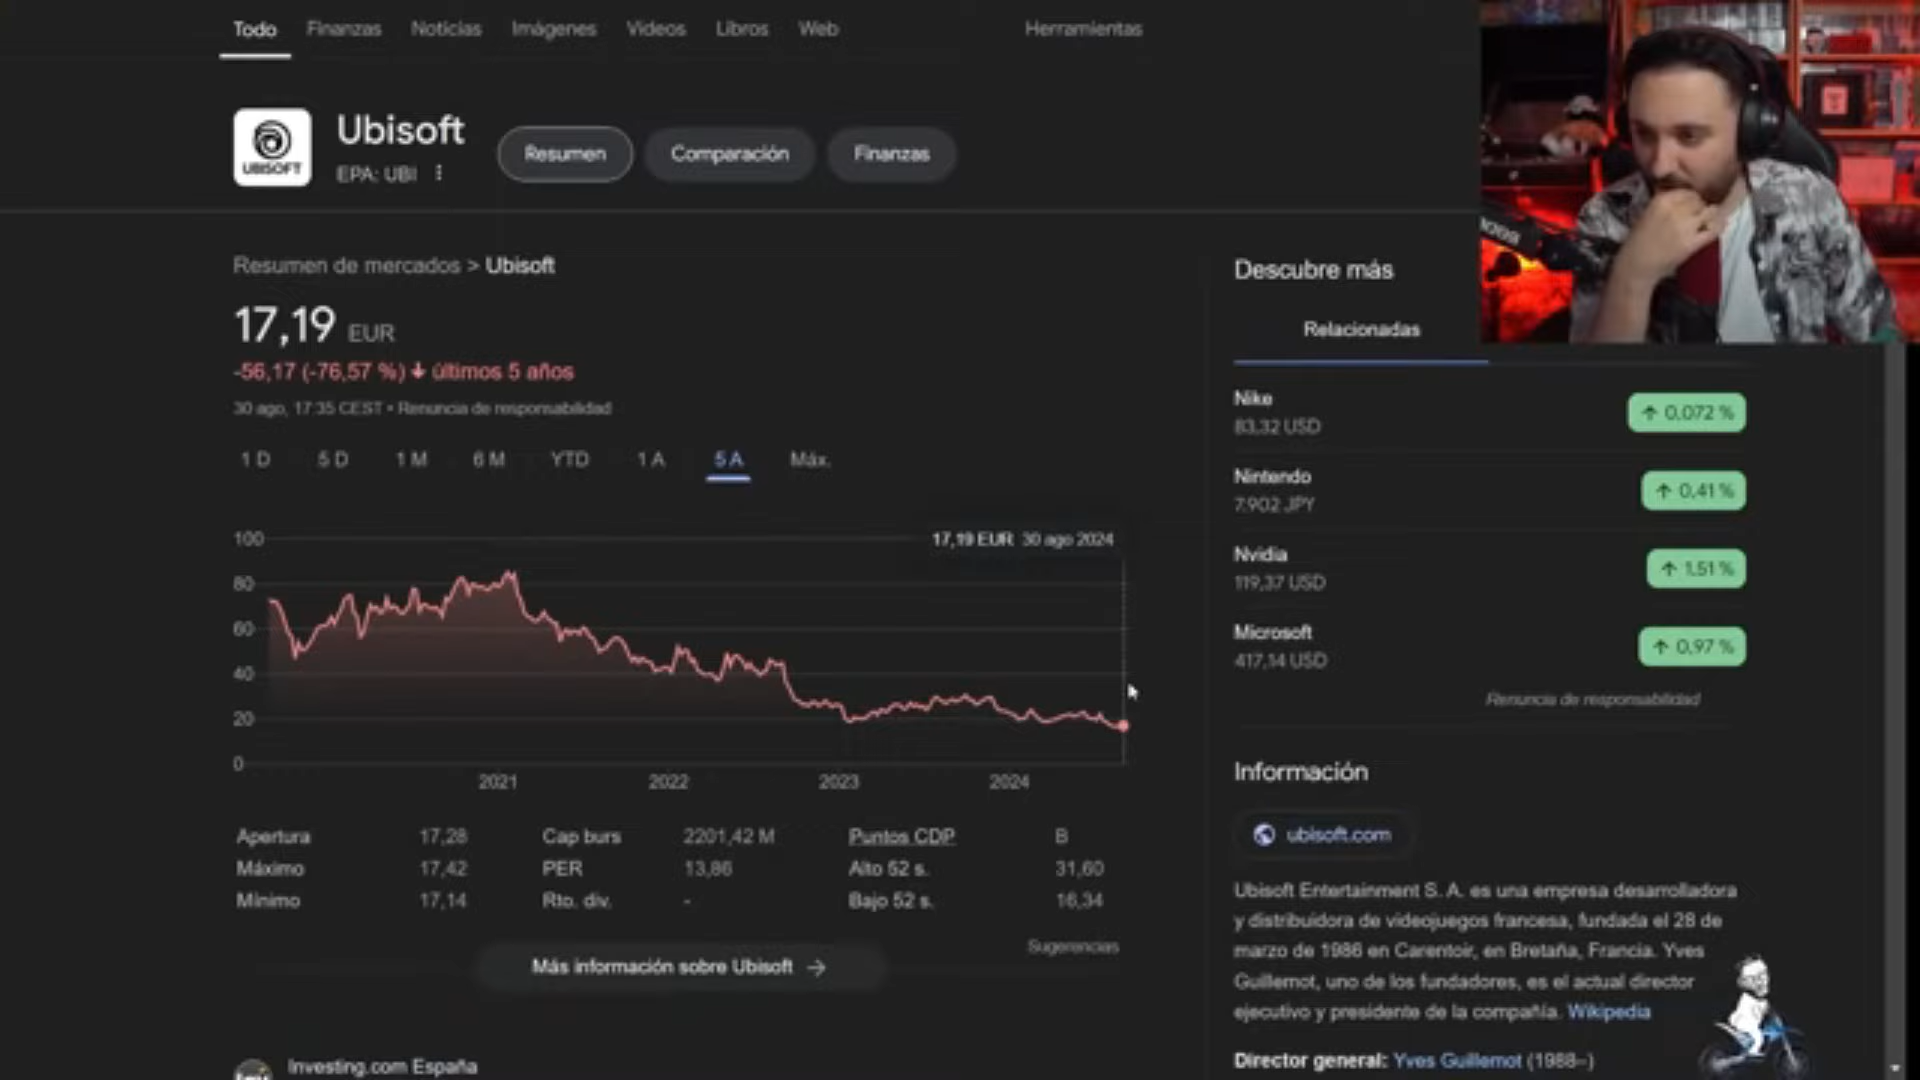 Todo Finanzas Noticias Imágenes Videos Libros Web Herramientas
UBISOFT
Ubisoft
EPA: UBI
Resumen Comparación Finanzas
Resumen de mercados > Ubisoft
17,19 EUR
-56,17 (-76,57 %) ↓ últimos 5 años
30 ago, 17:35 CEST • Renuncia de responsabilidad
1 D 5 D 1 M 6 M YTD 1 A 5 A Máx.
17,19 EUR 30 ago 2024
100
80
60
40
20
0
2021 2022 2023 2024
Apertura 17,28 Cap burs 2201,42 M Puntos CDP B
Máximo 17,42 PER 13,86 Alto 52 s. 31,60
Mínimo 17,14 Rto. div. - Bajo 52 s. 16,34
Sugerencias
Más información sobre Ubisoft →
Investing.com España
Descubre más
Relacionadas
Nike
83,32 USD
↑ 0,072 %
Nintendo
7.902 JPY
↑ 0,41 %
Nvidia
119,37 USD
↑ 1,51 %
Microsoft
417,14 USD
↑ 0,97 %
Renuncia de responsabilidad
Información
ubisoft.com
Ubisoft Entertainment S. A. es una empresa desarrolladora
y distribuidora de videojuegos francesa, fundada el 28 de
marzo de 1986 en Carentoir, en Bretaña, Francia. Yves
Guillemot, uno de los fundadores, es el actual director
ejecutivo y presidente de la compañía. Wikipedia
Director general: Yves Guillemot (1988–)